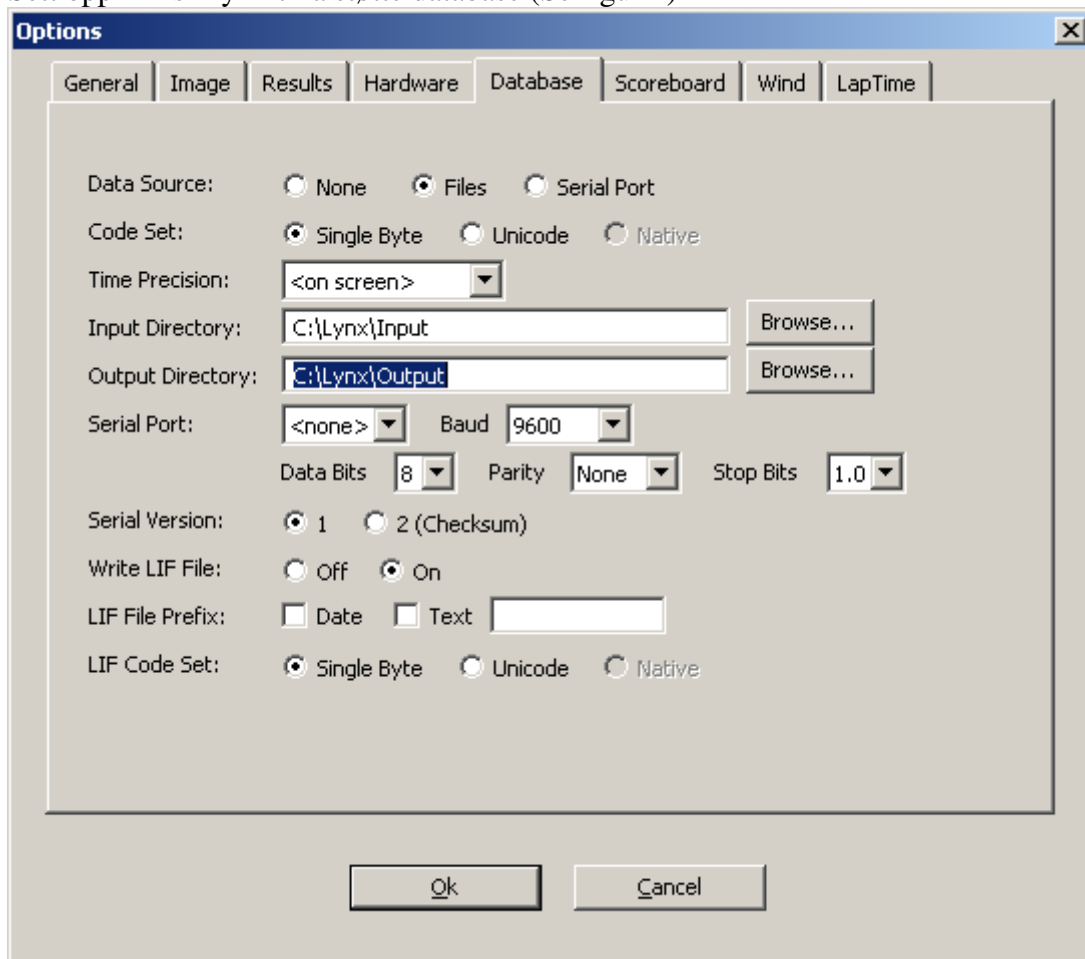 Options
General Image Results Hardware Database Scoreboard Wind LapTime
Data Source: None Files Serial Port
Code Set: Single Byte Unicode Native
Time Precision: <on screen>
Input Directory: C:\Lynx\Input Browse...
Output Directory: C:\Lynx\Output Browse...
Serial Port: <none> Baud 9600
Data Bits 8 Parity None Stop Bits 1.0
Serial Version: 1 2 (Checksum)
Write LIF File: Off On
LIF File Prefix: Date Text
LIF Code Set: Single Byte Unicode Native
Ok Cancel